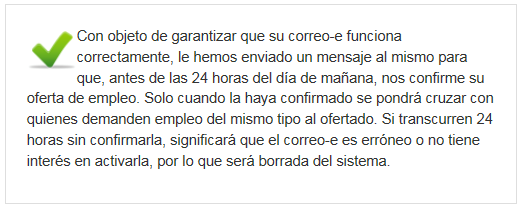 Con objeto de garantizar que su correo-e funciona
correctamente, le hemos enviado un mensaje al mismo para
que, antes de las 24 horas del día de mañana, nos confirme su
oferta de empleo. Solo cuando la haya confirmado se pondrá cruzar con
quienes demanden empleo del mismo tipo al ofertado. Si transcurren 24
horas sin confirmarla, significará que el correo-e es erróneo o no tiene
interés en activarla, por lo que será borrada del sistema.